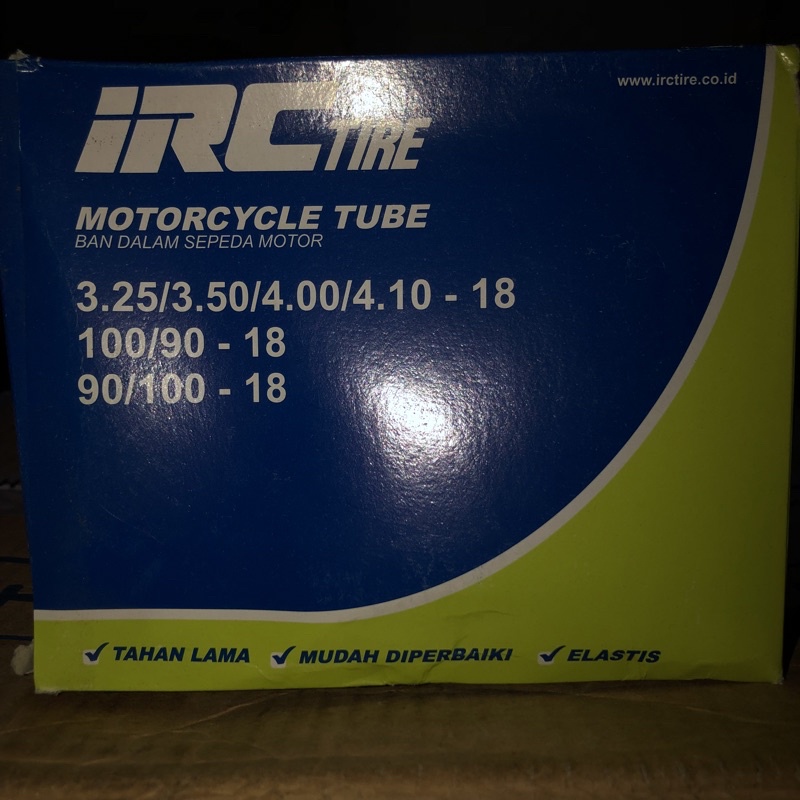 www.irctire.co.id
IRC TIRE
MOTORCYCLE TUBE
BAN DALAM SEPEDA MOTOR
3.25/3.50/4.00/4.10 - 18
100/90 - 18
90/100 - 18
TAHAN LAMA MUDAH DIPERBAIKI ELASTIS